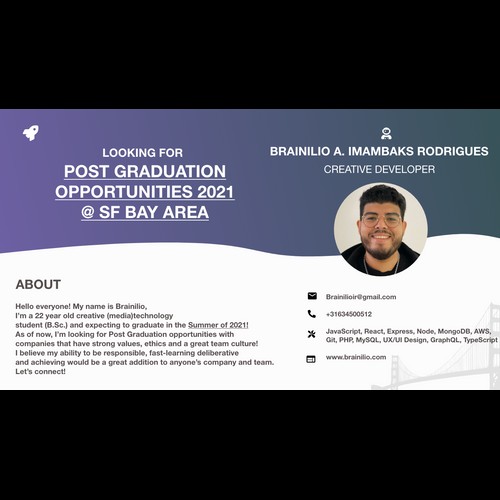 LOOKING FOR
POST GRADUATION
OPPORTUNITIES 2021
@ SF BAY AREA
BRAINILIO A. IMAMBAKS RODRIGUES
CREATIVE DEVELOPER
ABOUT
Hello everyone! My name is Brainilio,
I'm a 22 year old creative (media)technology
student (B.Sc.) and expecting to graduate in the Summer of 2021!
As of now, I'm looking for Post Graduation opportunities with
companies that have strong values, ethics and a great team culture!
I believe my ability to be responsible, fast-learning deliberative
and achieving would be a great addition to anyone's company and team.
Let's connect!
Brainilioir@gmail.com
+31634500512
JavaScript, React, Express, Node, MongoDB, AWS,
Git, PHP, MySQL, UX/UI Design, GraphQL, TypeScript
www.brainilio.com